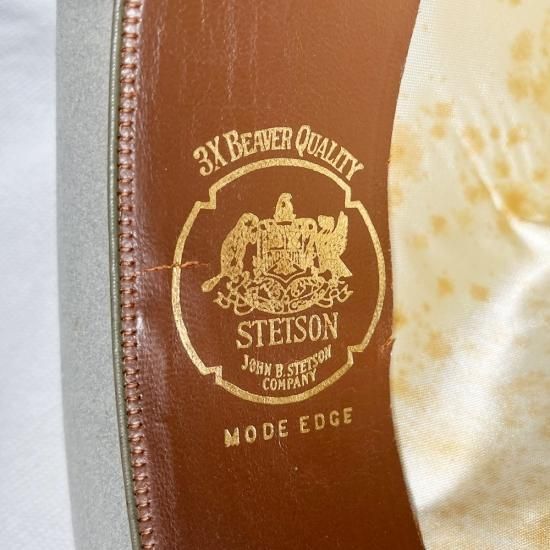 3X BEAVER QUALITY
STETSON
JOHN B. STETSON
COMPANY
MODE EDGE